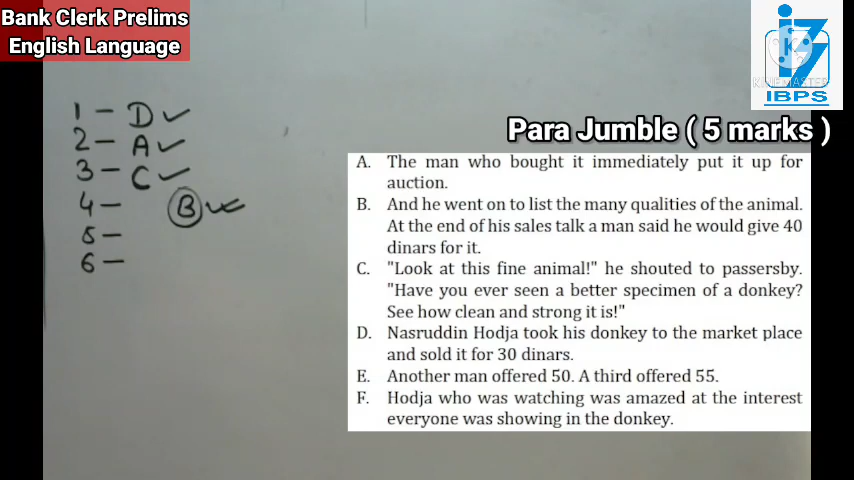 Bank Clerk Prelims
English Language
K
KINEMASTER
IBPS
1 - D ✓
2 - A ✓
3 - C ✓
4 - B ✓
5 -
6 -
Para Jumble ( 5 marks )
A. The man who bought it immediately put it up for
auction.
B. And he went on to list the many qualities of the animal.
At the end of his sales talk a man said he would give 40
dinars for it.
C. "Look at this fine animal!" he shouted to passersby.
"Have you ever seen a better specimen of a donkey?
See how clean and strong it is!"
D. Nasruddin Hodja took his donkey to the market place
and sold it for 30 dinars.
E. Another man offered 50. A third offered 55.
F. Hodja who was watching was amazed at the interest
everyone was showing in the donkey.